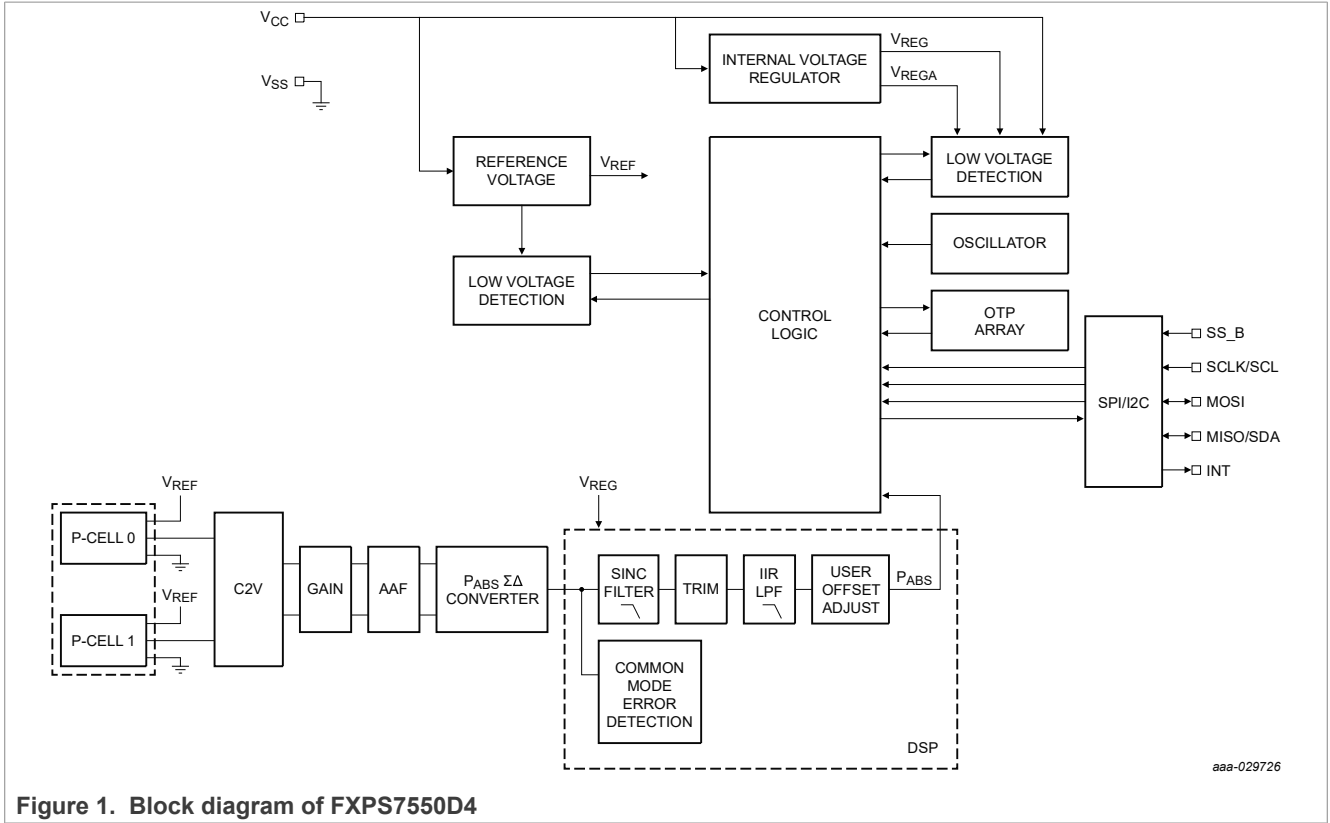 VCC
VSS
INTERNAL VOLTAGE
REGULATOR
VREG
VREGA
REFERENCE
VOLTAGE
VREF
LOW VOLTAGE
DETECTION
LOW VOLTAGE
DETECTION
CONTROL
LOGIC
OSCILLATOR
OTP
ARRAY
SPI/I2C
SS_B
SCLK/SCL
MOSI
MISO/SDA
INT
VREF
P-CELL 0
VREF
P-CELL 1
C2V
GAIN
AAF
PABS ΣΔ
CONVERTER
VREG
SINC
FILTER
TRIM
IIR
LPF
USER
OFFSET
ADJUST
PABS
COMMON
MODE
ERROR
DETECTION
DSP
aaa-029726
Figure 1. Block diagram of FXPS7550D4